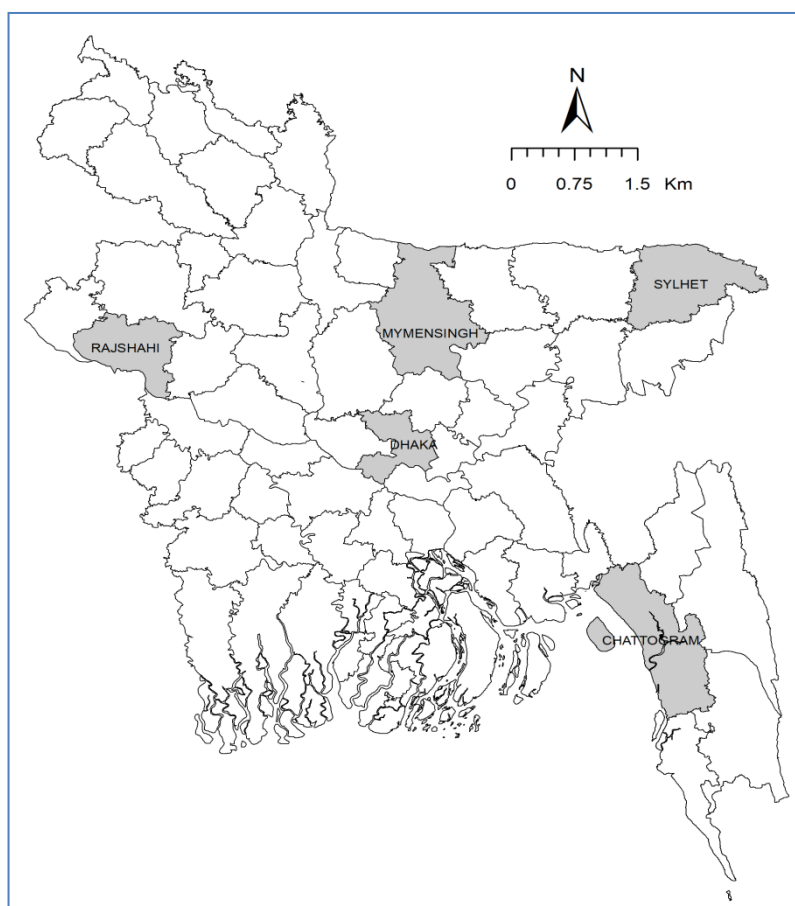 N
0 0.75 1.5 Km
SYLHET
MYMENSINGH
RAJSHAHI
DHAKA
CHATTOGRAM